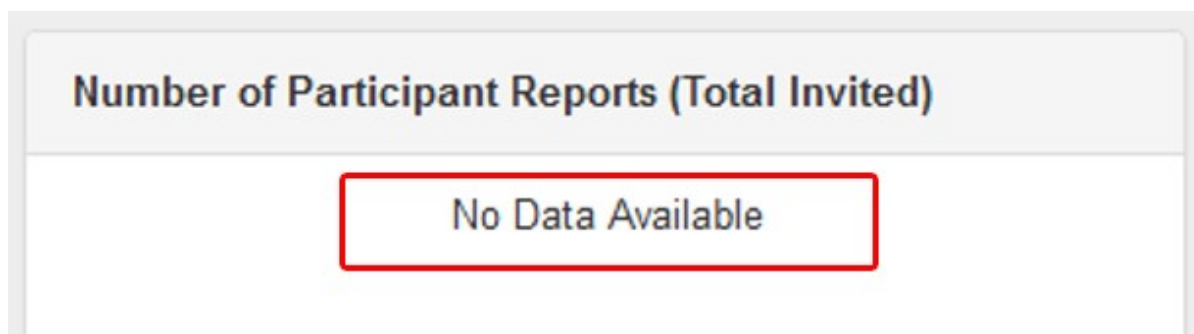 Number of Participant Reports (Total Invited)
No Data Available